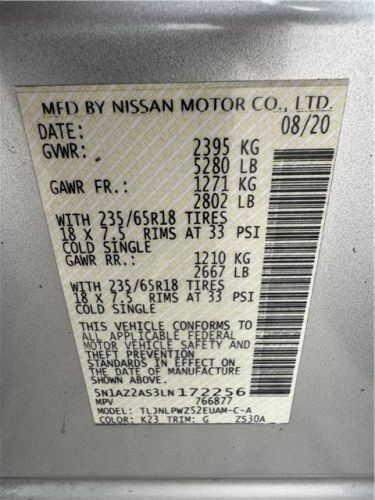 MFD BY NISSAN MOTOR CO., LTD.
DATE: 08/20
GVWR: 2395 KG
5280 LB
GAWR FR.: 1271 KG
2802 LB
WITH 235/65R18 TIRES
18 X 7.5 RIMS AT 33 PSI
COLD SINGLE
GAWR RR.: 1210 KG
2667 LB
WITH 235/65R18 TIRES
18 X 7.5 RIMS AT 33 PSI
COLD SINGLE
THIS VEHICLE CONFORMS TO
ALL APPLICABLE FEDERAL
MOTOR VEHICLE SAFETY AND
THEFT PREVENTION
STANDARDS IN EFFECT ON
THE DATE OF MANUFACTURE
SHOWN ABOVE.
5N1AZ2AS3LN172256
MPV 766877
MODEL: TLJNLPWZ52EUAM-C-A
COLOR: K23 TRIM: G ZS30A